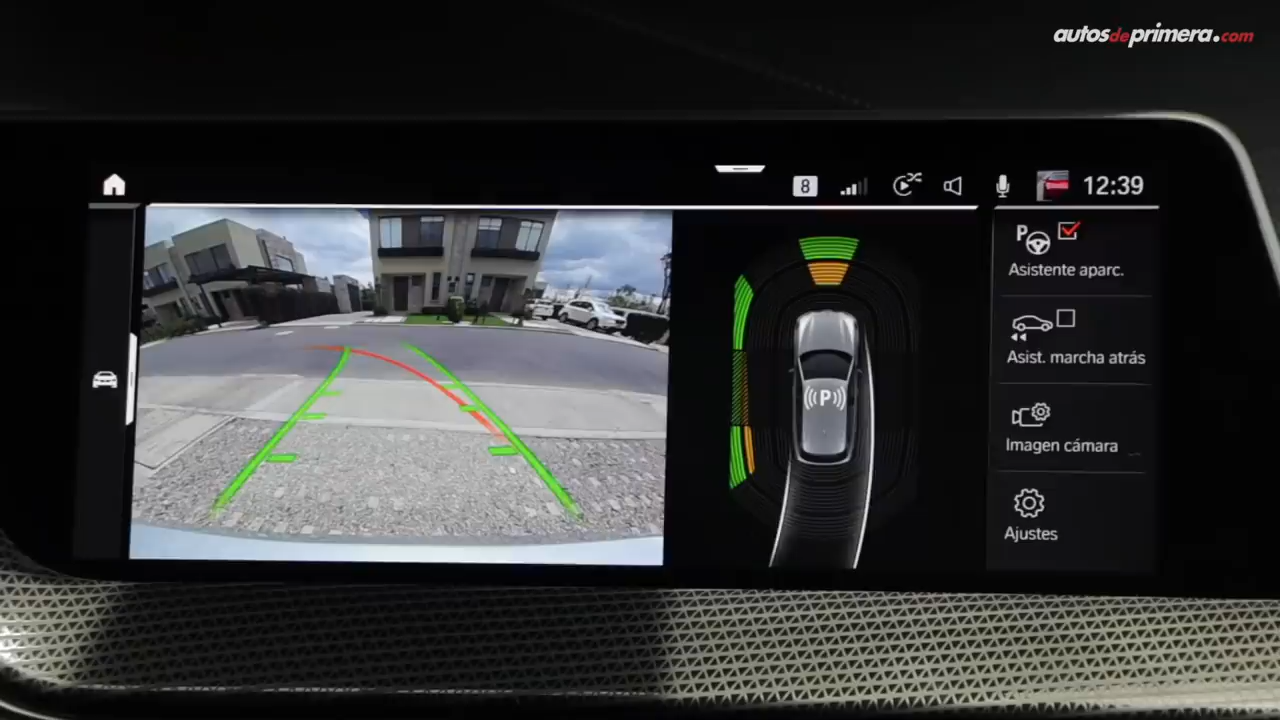 autosdeprimera.com
8
12:39
P
Asistente aparc.
Asist. marcha atrás
Imagen cámara
Ajustes
P